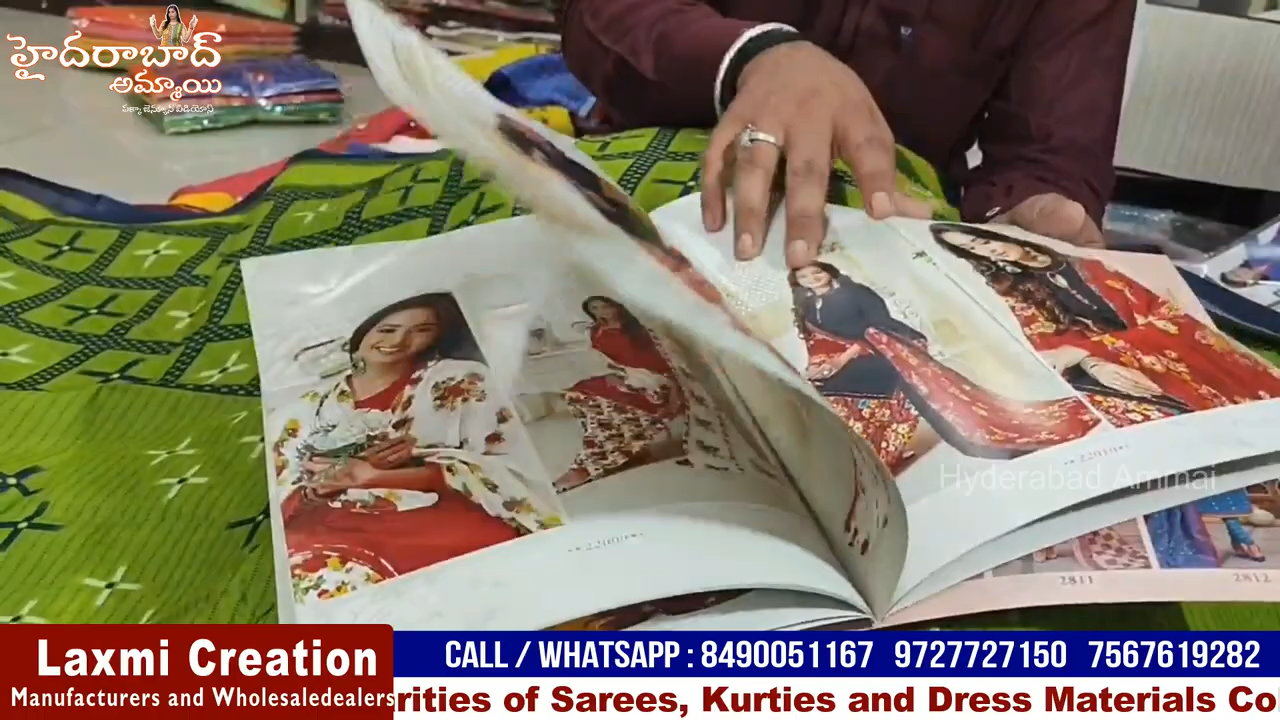 హైదరాబాద్
అమ్మాయి
Hyderabad Ammai
2811
2812
Laxmi Creation
Manufacturers and Wholesaledealers
CALL / WHATSAPP : 8490051167 9727727150 7567619282
rities of Sarees, Kurties and Dress Materials Co